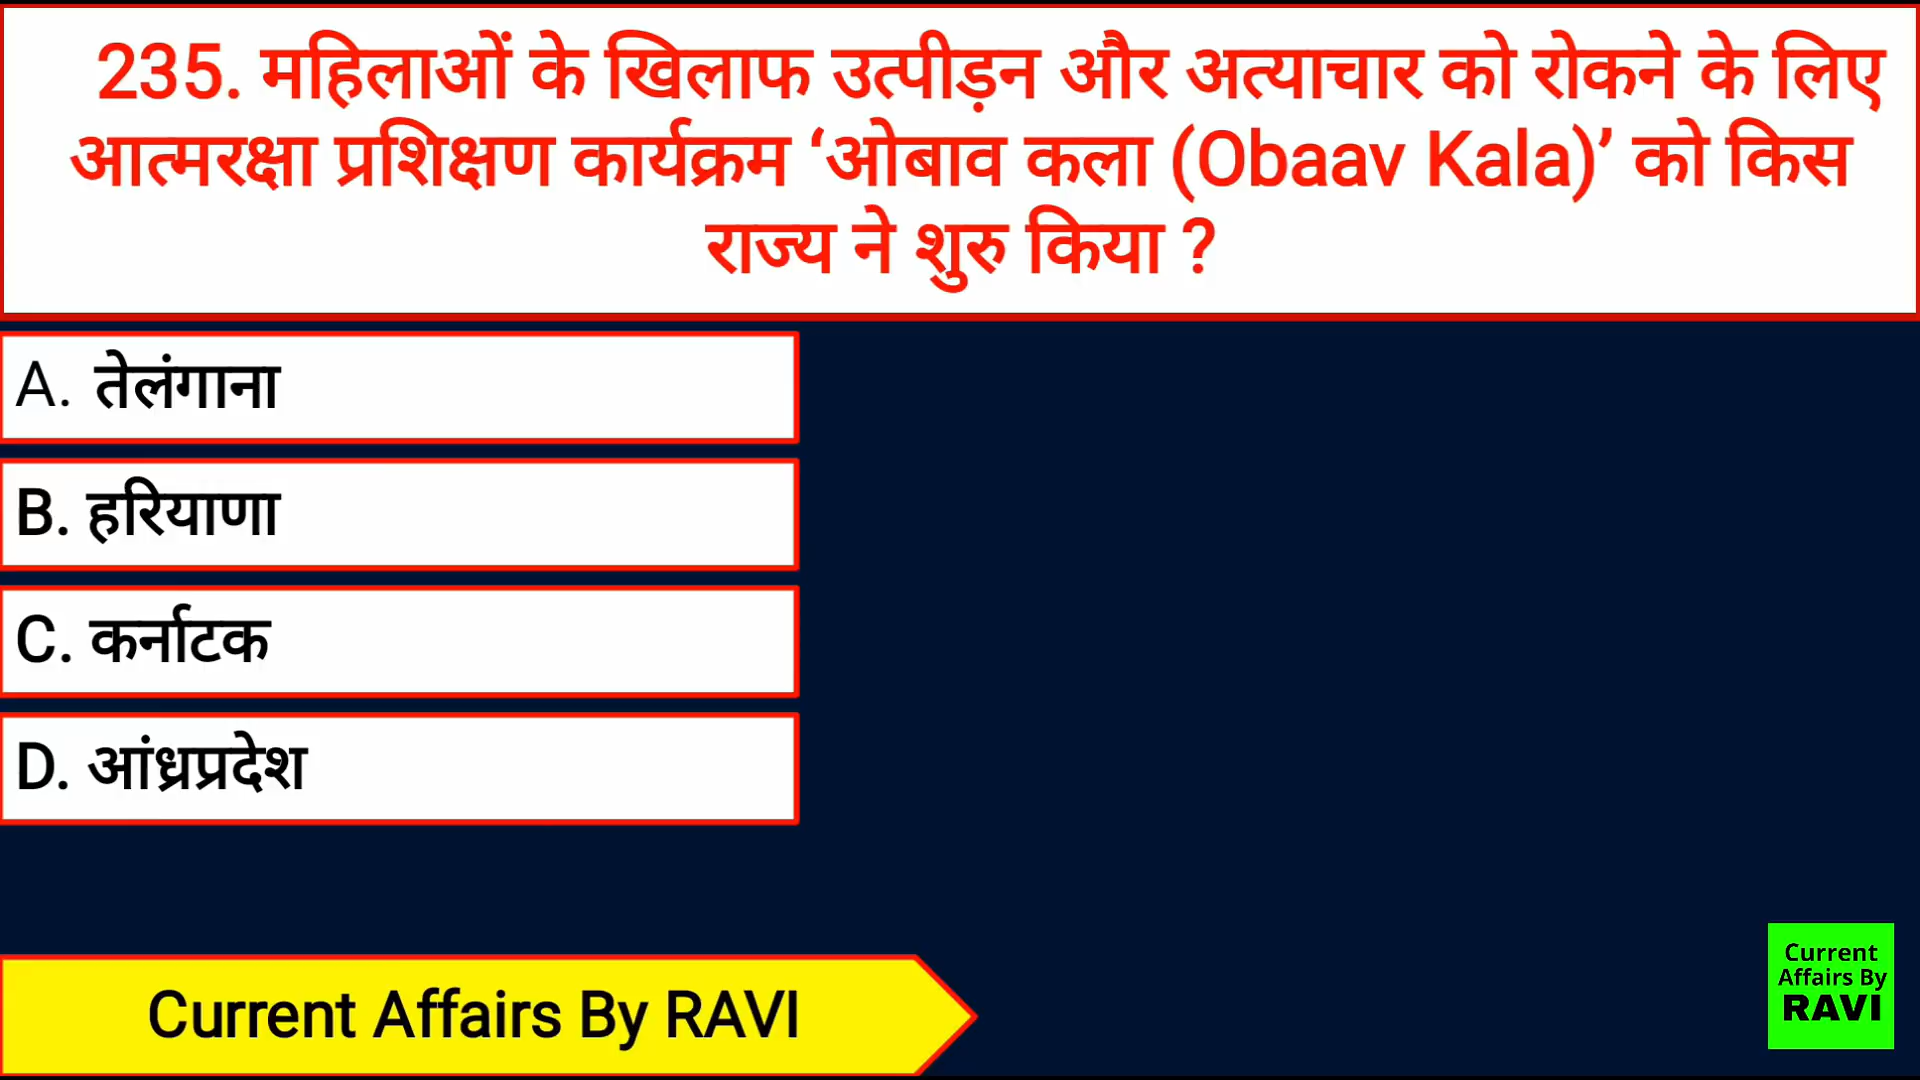 235. महिलाओं के खिलाफ उत्पीड़न और अत्याचार को रोकने के लिए
आत्मरक्षा प्रशिक्षण कार्यक्रम ‘ओबाव कला (Obaav Kala)’ को किस
राज्य ने शुरु किया ?
A. तेलंगाना
B. हरियाणा
C. कर्नाटक
D. आंध्रप्रदेश
Current Affairs By RAVI
Current
Affairs By
RAVI